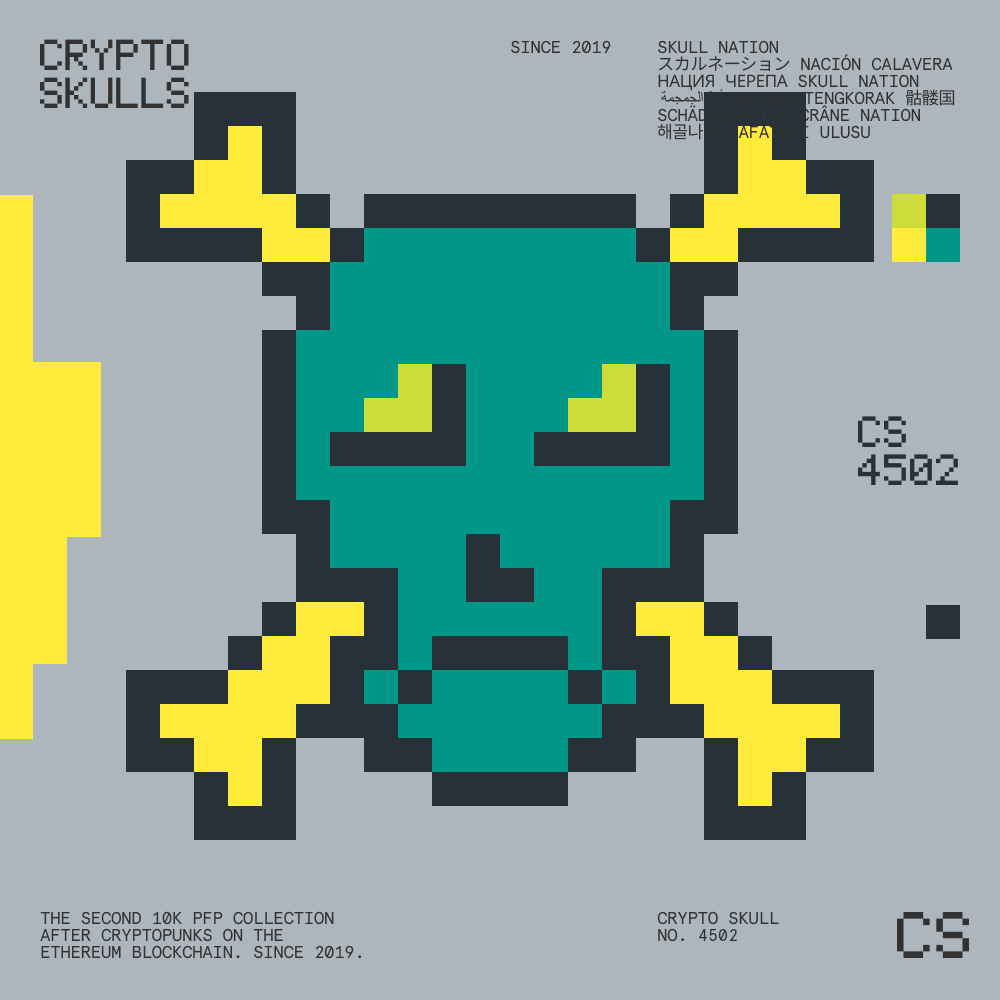 CRYPTO
SKULLS
SINCE 2019
SKULL NATION
スカルネーション NACIÓN CALAVERA
НАЦИЯ ЧЕРЕПА SKULL NATION
الجمجمة TENGKORAK 骷髅国
CRÂNE NATION
해골나 ULUSU
CS
4502
THE SECOND 10K PFP COLLECTION
AFTER CRYPTOPUNKS ON THE
ETHEREUM BLOCKCHAIN. SINCE 2019.
CRYPTO SKULL
NO. 4502
CS